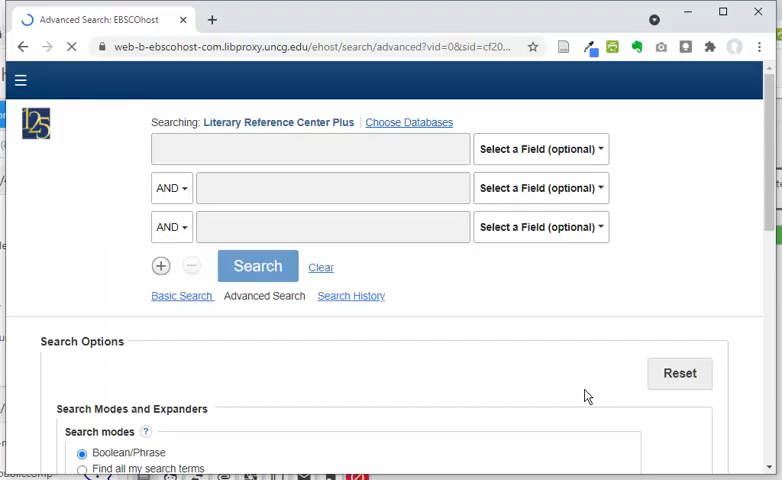 Advanced Search: EBSCOhost
web-b-ebscohost-com.libproxy.uncg.edu/ehost/search/advanced?vid=0&sid=cf20...
125
Searching: Literary Reference Center Plus | Choose Databases
Select a Field (optional)
AND Select a Field (optional)
AND Select a Field (optional)
Search Clear
Basic Search Advanced Search Search History
Search Options
Reset
Search Modes and Expanders
Search modes ?
Boolean/Phrase
Find all my search terms